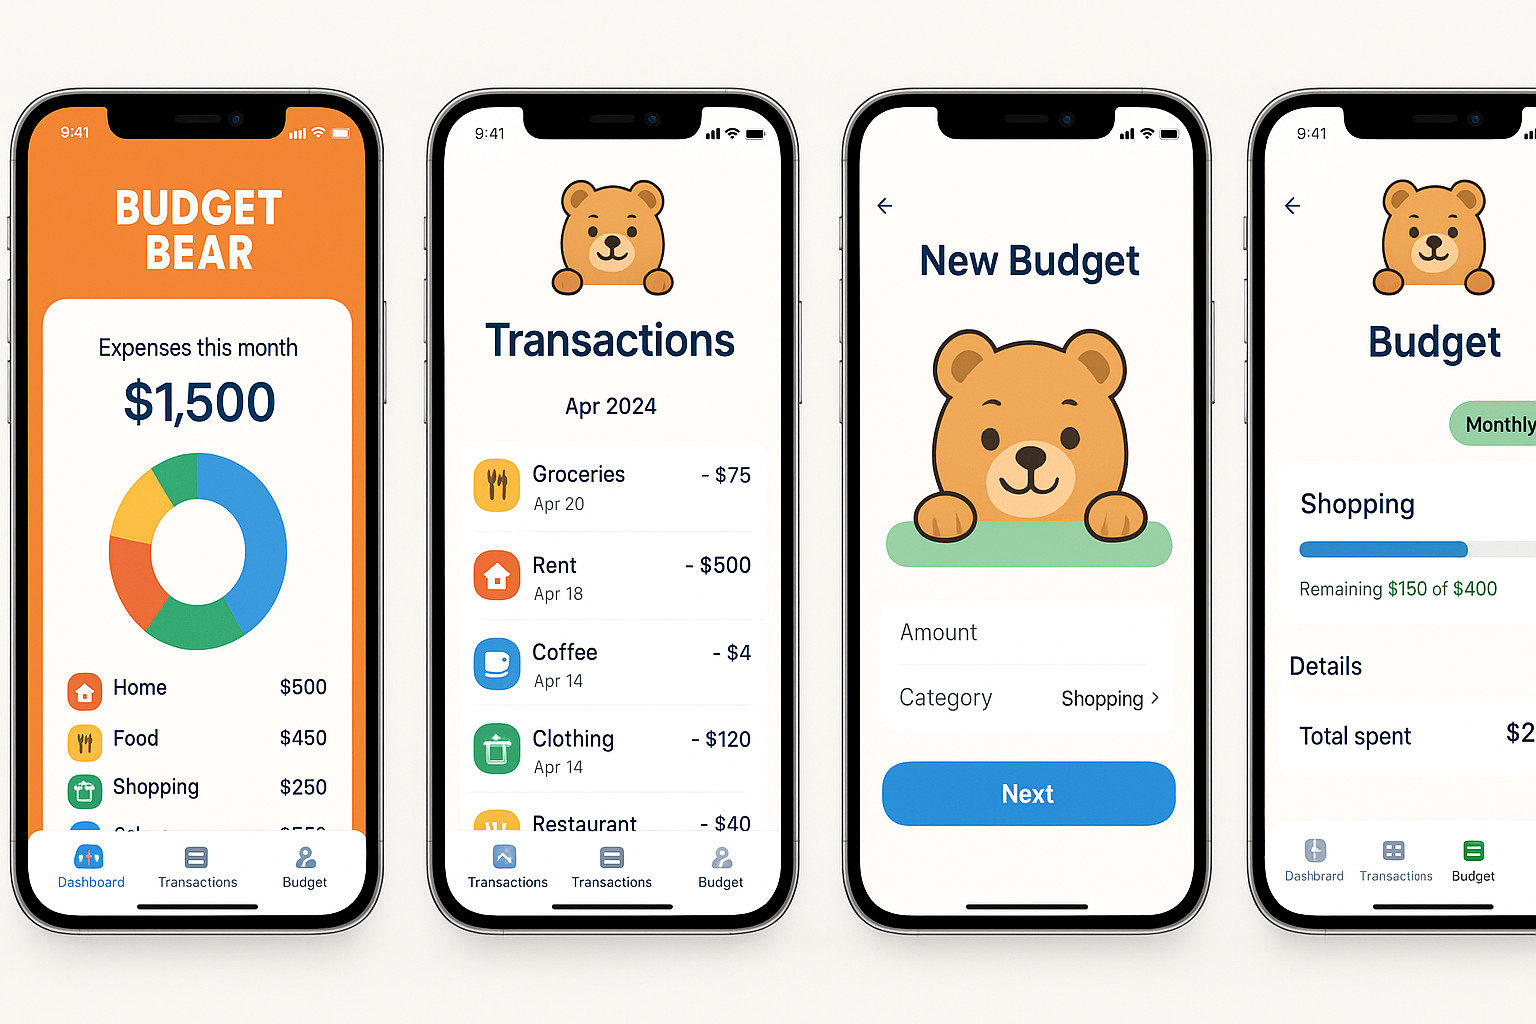 9:41
BUDGET
BEAR
Expenses this month
$1,500
Home $500
Food $450
Shopping $250
Dashboard Transactions Budget
9:41
Transactions
Apr 2024
Groceries - $75
Apr 20
Rent - $500
Apr 18
Coffee - $4
Apr 14
Clothing - $120
Apr 14
Restaurant - $40
Transactions Transactions Budget
New Budget
Amount
Category Shopping >
Next
9:41
Budget
Monthly
Shopping
Remaining $150 of $400
Details
Total spent $2
Dashbrard Transactions Budget